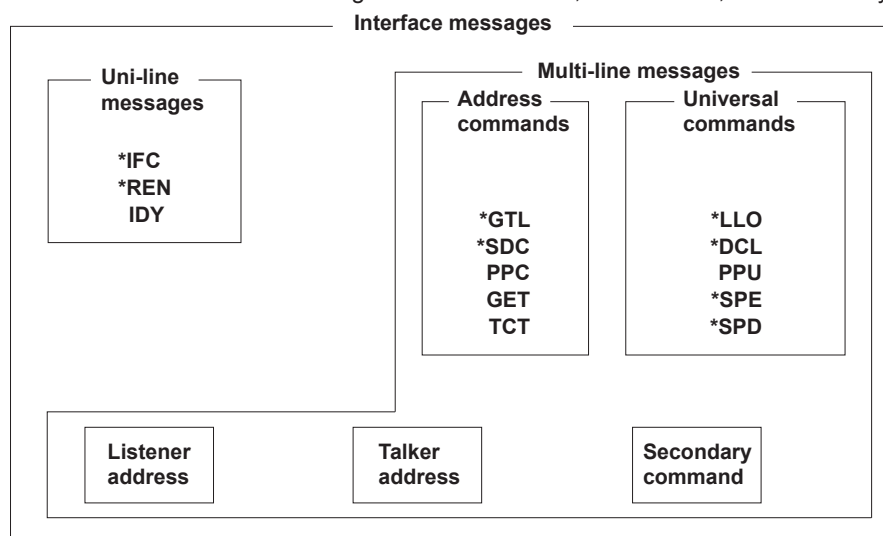 Interface messages
Uni-line
messages
*IFC
*REN
IDY
Multi-line messages
Address
commands
*GTL
*SDC
PPC
GET
TCT
Universal
commands
*LLO
*DCL
PPU
*SPE
*SPD
Listener
address
Talker
address
Secondary
command